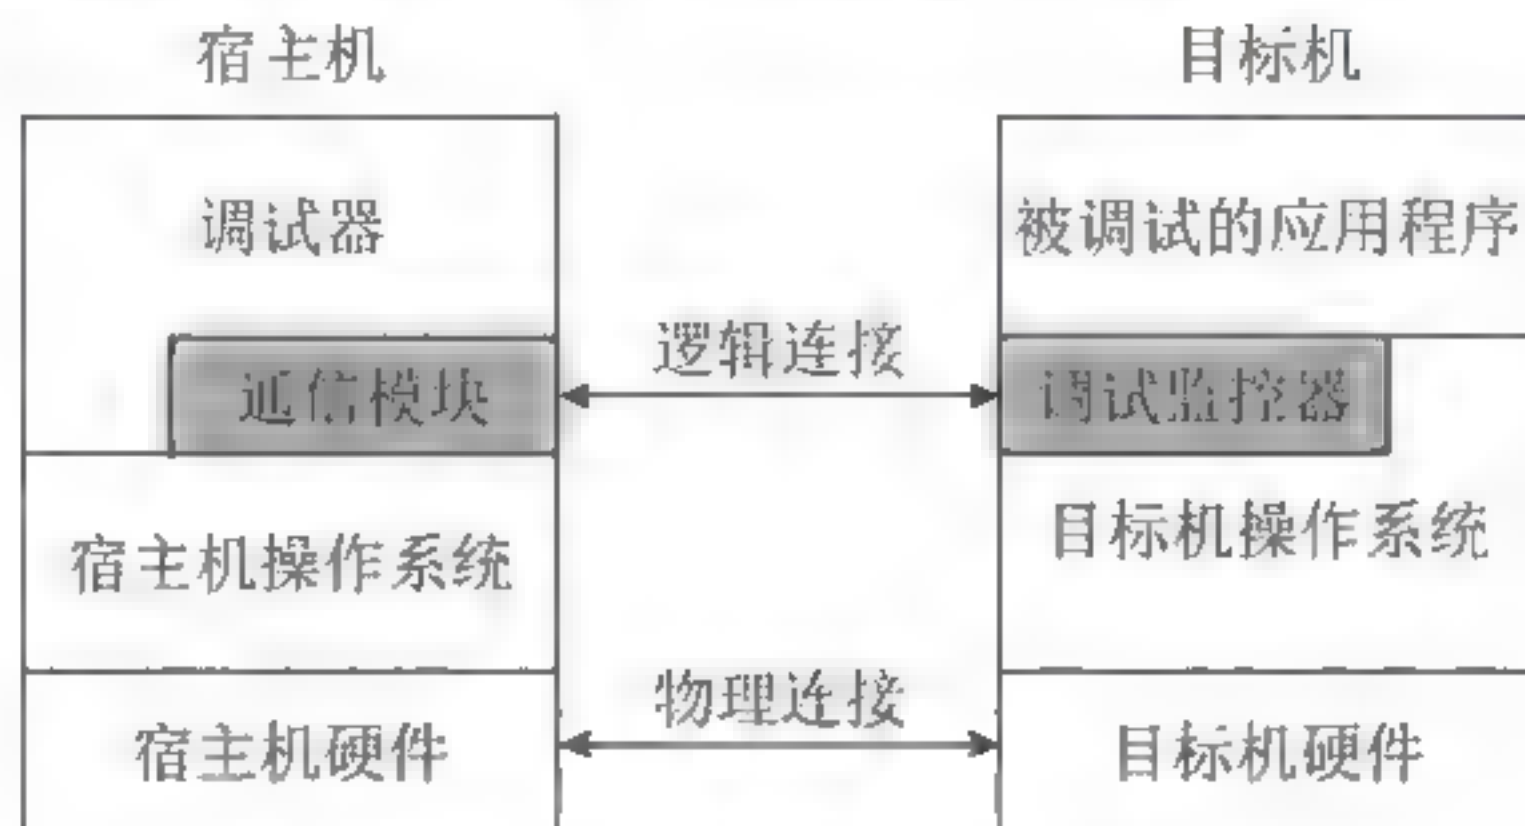 宿主机
目标机
调试器
被调试的应用程序
逻辑连接
通信模块
调试监控器
宿主机操作系统
目标机操作系统
物理连接
宿主机硬件
目标机硬件